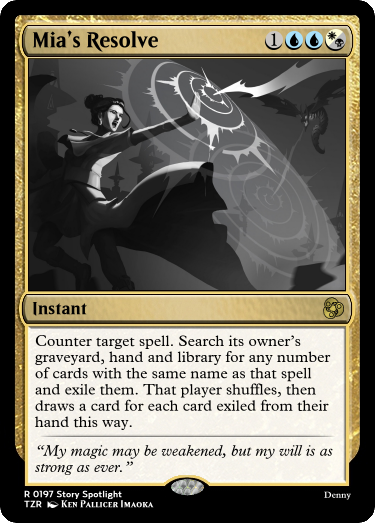 Mia's Resolve
1
Instant
Counter target spell. Search its owner's
graveyard, hand and library for any number
of cards with the same name as that spell
and exile them. That player shuffles, then
draws a card for each card exiled from their
hand this way.
“My magic may be weakened, but my will is as
strong as ever.”
R 0197 Story Spotlight
TZR Ken Pallicer Imaoka
Denny